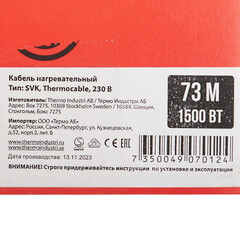 Кабель нагревательный
Тип: SVK, Thermocable, 230 В
Изготовитель: Thermo Industri AB / Термо Индастри АВ
Адрес: Box 7275, 10389 Stockholm Sweden / 10389, Швеция,
Стокгольм, Бокс 7275
73 М
1500 ВТ
Импортер: ООО «Термо АБ»
Адрес: Россия, Санкт-Петербург, ул. Кузнецовская,
д.52, корп.2, лит. Б
www.thermoindustri.ru
www.thermoindustri.se
Дата изготовления:
13.11.2023
7 350049 070124
ВНИМАНИЕ! Строго придерживайтесь инструкции по установке и эксплуатации